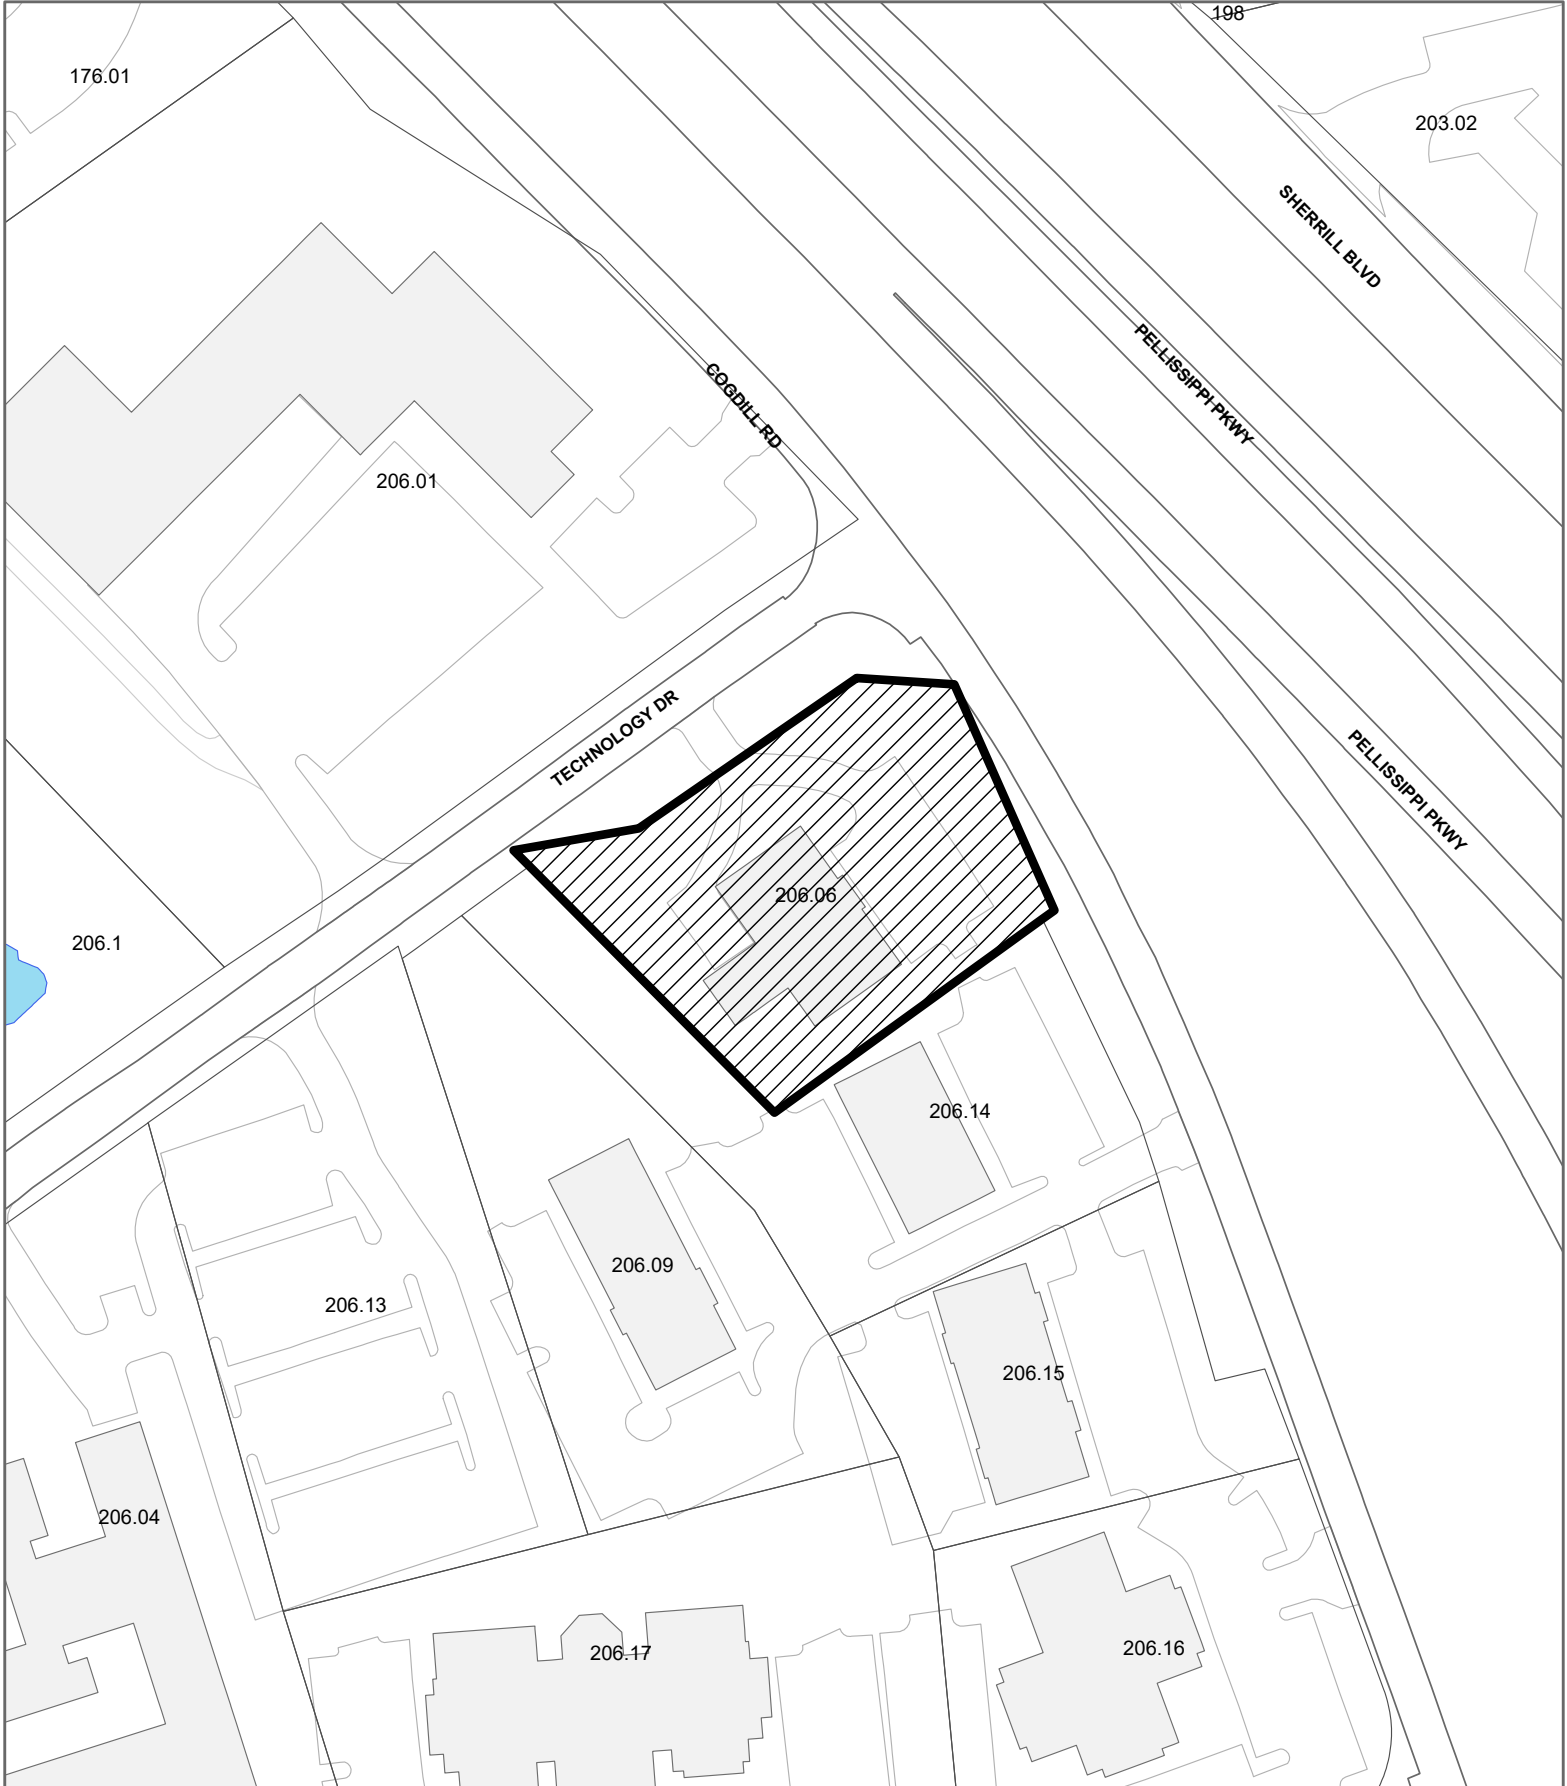 198
176.01
203.02
SHERRILL BLVD
PELLISSIPPI PKWY
COGDILL RD
206.01
TECHNOLOGY DR
PELLISSIPPI PKWY
206.06
206.1
206.14
206.09
206.13
206.15
206.04
206.17
206.16